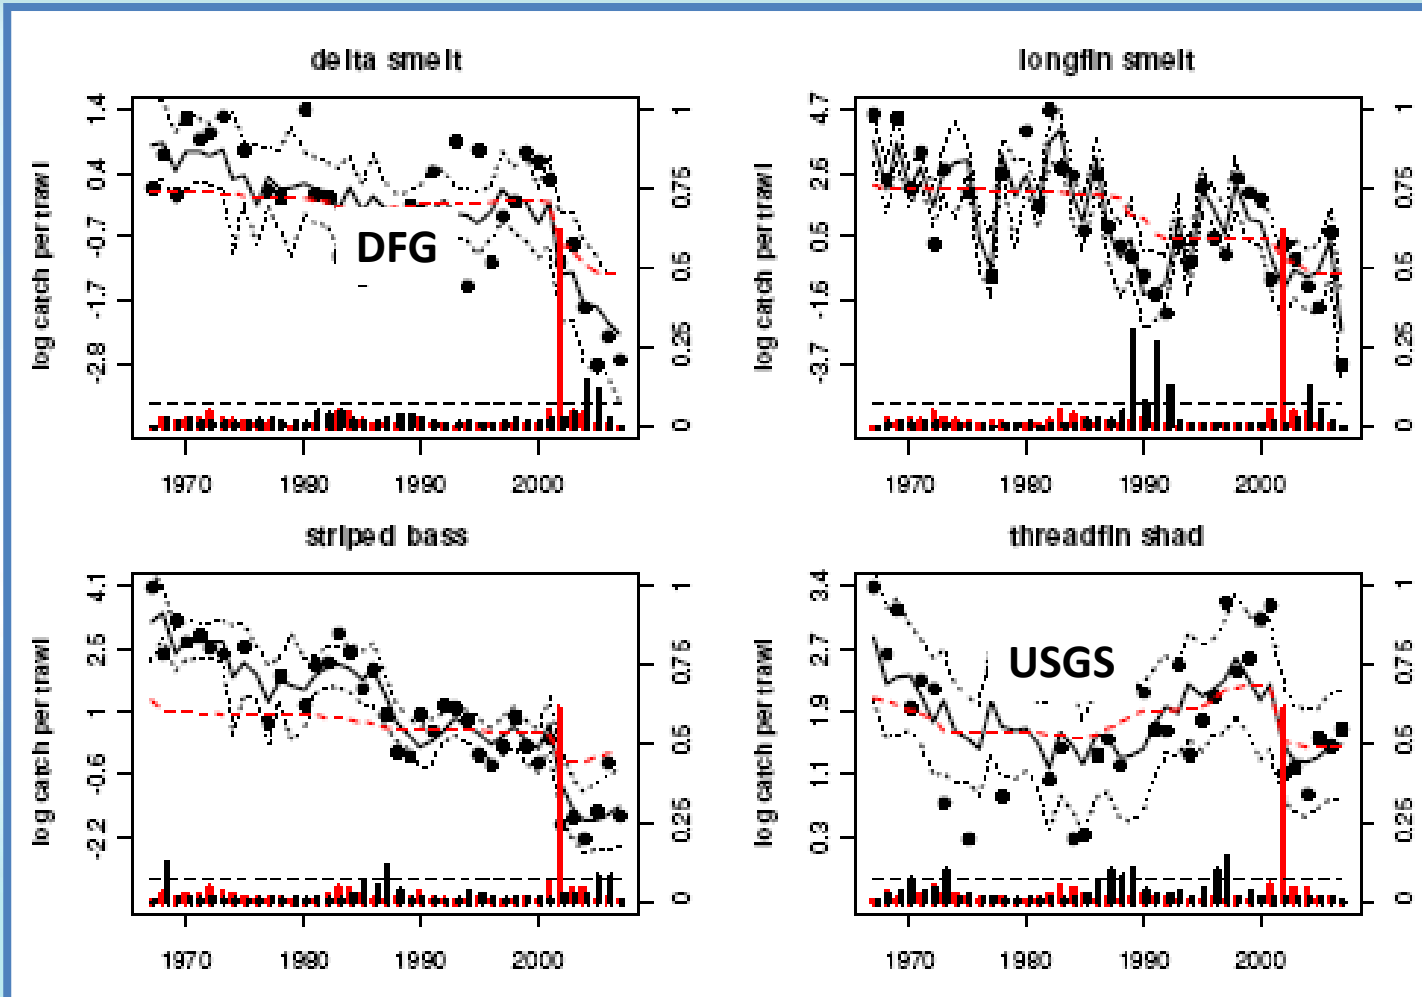 delta smelt
longfin smelt
log catch per trawl
1.4
0.4
-0.7
-1.7
-2.8
1
0.75
0.5
0.25
0
DFG
1970 1980 1990 2000
log catch per trawl
4.7
2.6
0.5
-1.6
-3.7
1
0.75
0.5
0.25
0
1970 1980 1990 2000
striped bass
threadfin shad
log catch per trawl
4.1
2.5
1
-0.6
-2.2
1
0.75
0.5
0.25
0
1970 1980 1990 2000
log catch per trawl
3.4
2.7
1.9
1.1
0.3
USGS
1
0.75
0.5
0.25
0
1970 1980 1990 2000